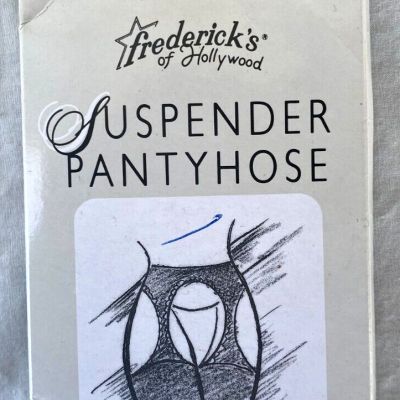 frederick's®
of Hollywood
SUSPENDER
PANTYHOSE